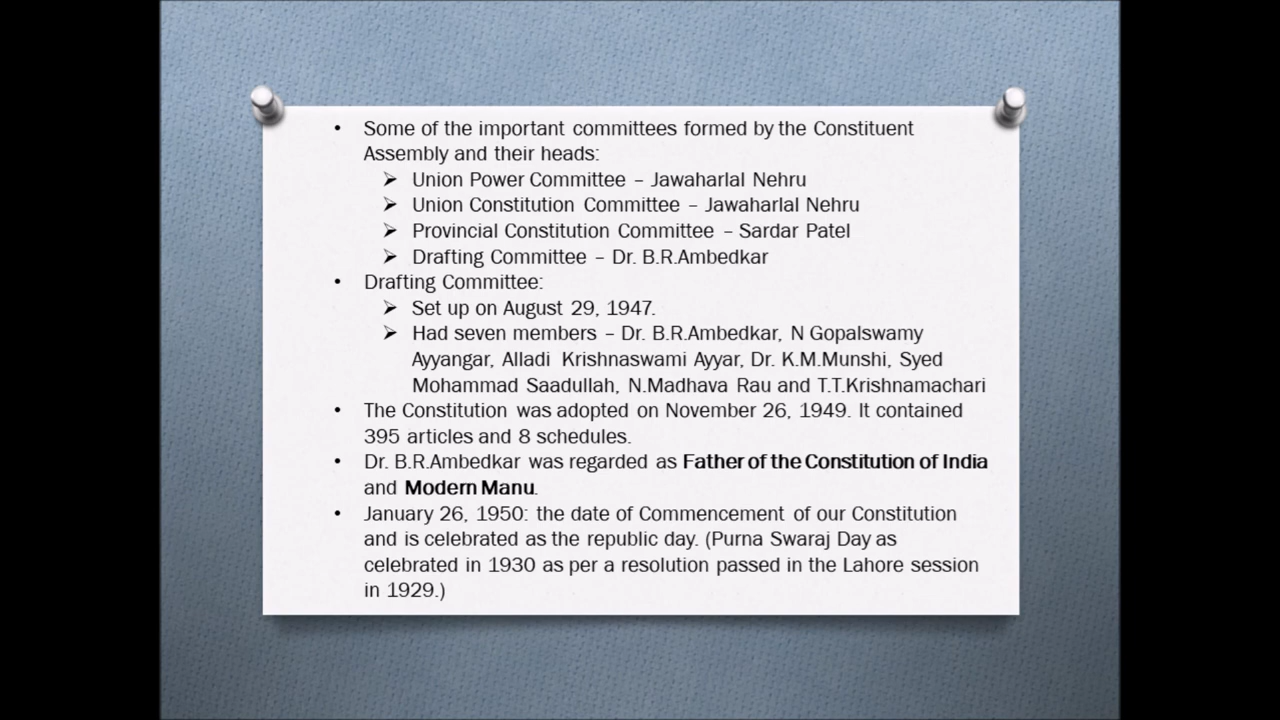 • Some of the important committees formed by the Constituent
Assembly and their heads:
➢ Union Power Committee – Jawaharlal Nehru
➢ Union Constitution Committee – Jawaharlal Nehru
➢ Provincial Constitution Committee – Sardar Patel
➢ Drafting Committee – Dr. B.R.Ambedkar
• Drafting Committee:
➢ Set up on August 29, 1947.
➢ Had seven members – Dr. B.R.Ambedkar, N Gopalswamy
Ayyangar, Alladi Krishnaswami Ayyar, Dr. K.M.Munshi, Syed
Mohammad Saadullah, N.Madhava Rau and T.T.Krishnamachari
• The Constitution was adopted on November 26, 1949. It contained
395 articles and 8 schedules.
• Dr. B.R.Ambedkar was regarded as Father of the Constitution of India
and Modern Manu.
• January 26, 1950: the date of Commencement of our Constitution
and is celebrated as the republic day. (Purna Swaraj Day as
celebrated in 1930 as per a resolution passed in the Lahore session
in 1929.)